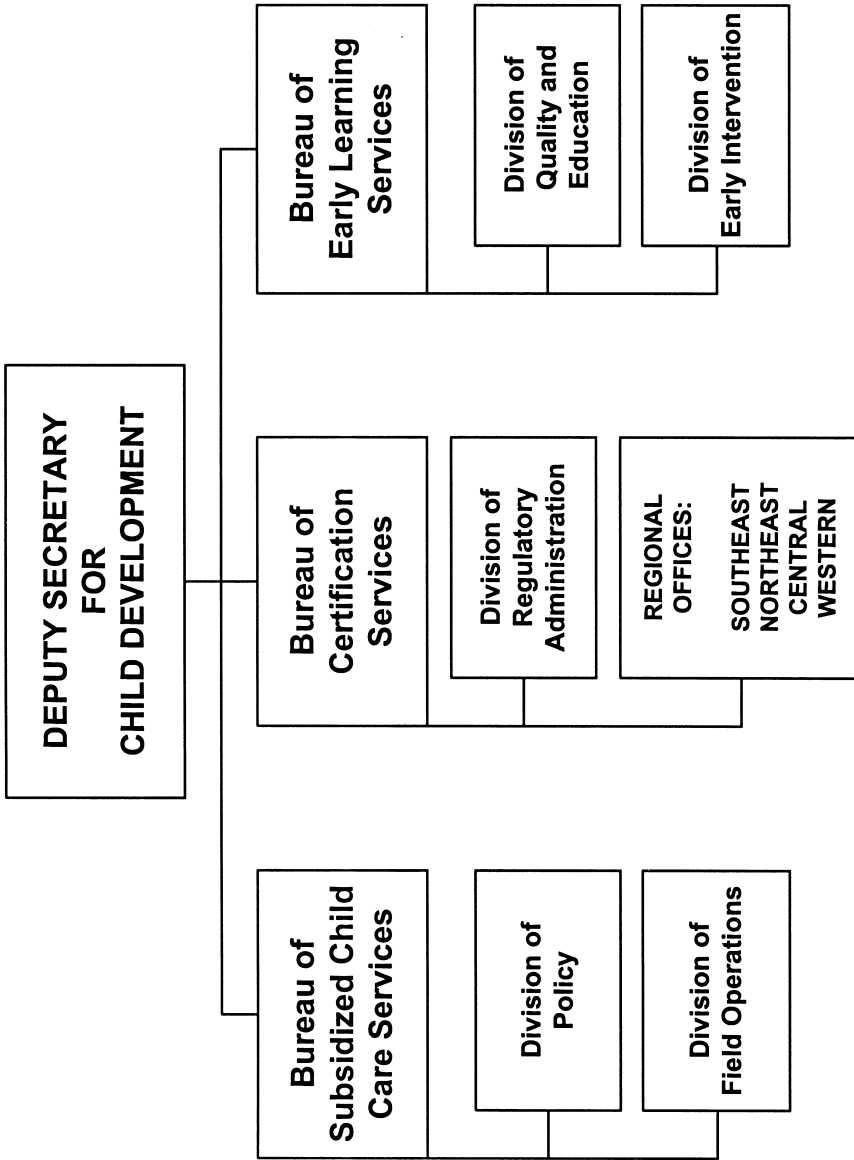 DEPUTY SECRETARY
FOR
CHILD DEVELOPMENT
Bureau of
Subsidized Child
Care Services
Division of
Policy
Division of
Field Operations
Bureau of
Certification
Services
Division of
Regulatory
Administration
REGIONAL
OFFICES:
SOUTHEAST
NORTHEAST
CENTRAL
WESTERN
Bureau of
Early Learning
Services
Division of
Quality and
Education
Division of
Early Intervention